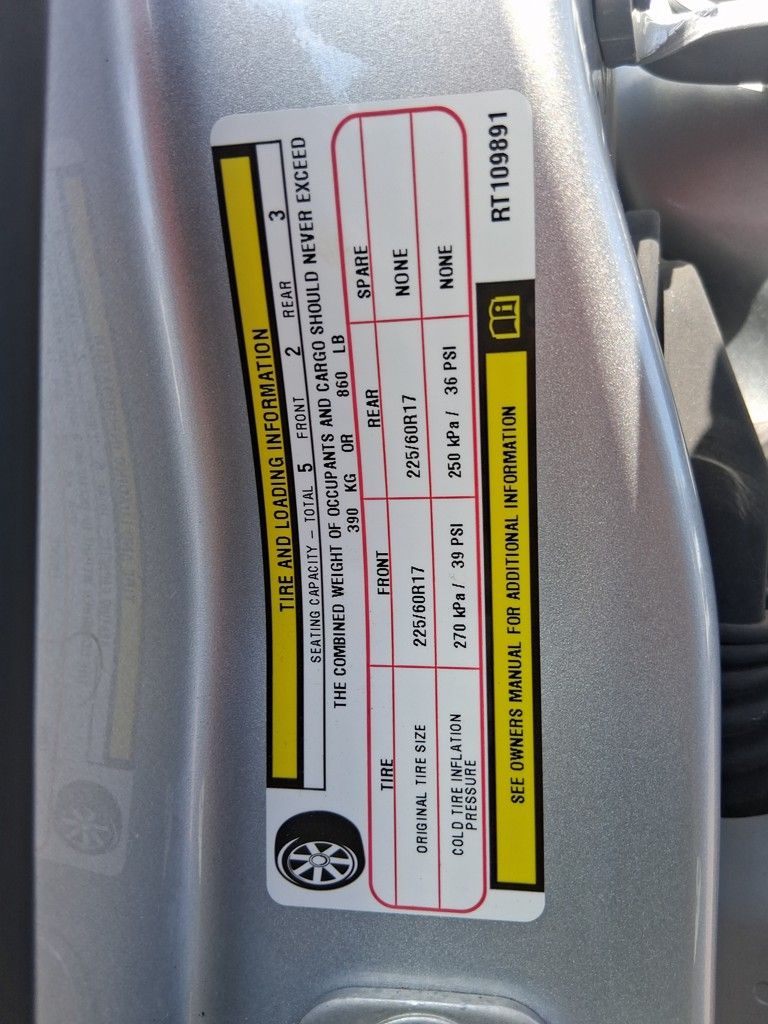 TIRE AND LOADING INFORMATION
SEATING CAPACITY – TOTAL 5 FRONT 2 REAR 3
THE COMBINED WEIGHT OF OCCUPANTS AND CARGO SHOULD NEVER EXCEED
390 KG OR 860 LB
TIRE FRONT REAR SPARE
ORIGINAL TIRE SIZE 225/60R17 225/60R17 NONE
COLD TIRE INFLATION PRESSURE 270 kPa / 39 PSI 250 kPa / 36 PSI NONE
SEE OWNERS MANUAL FOR ADDITIONAL INFORMATION
RT109891